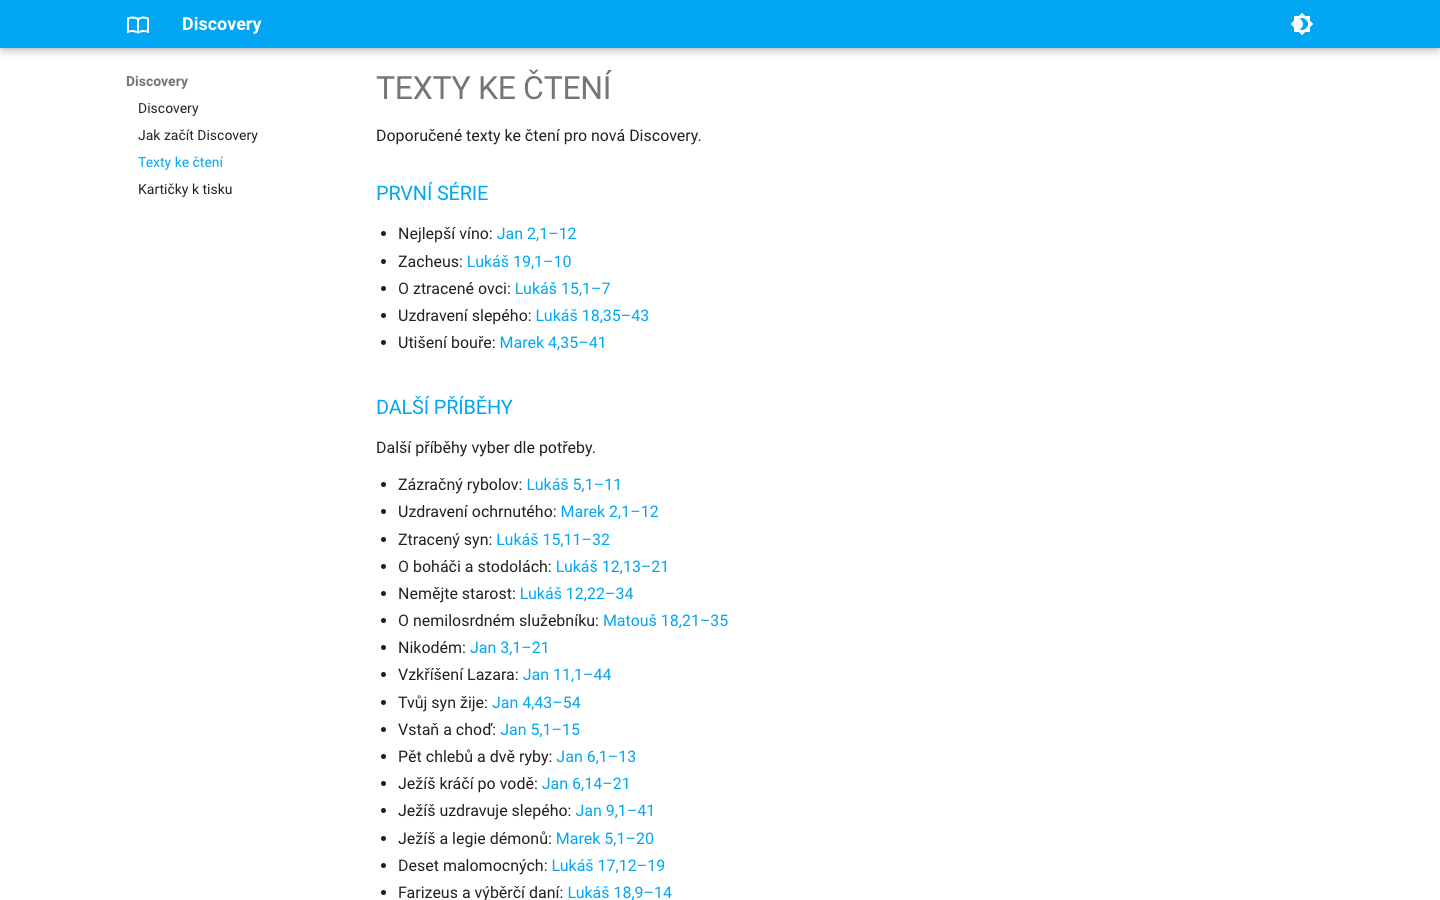 Discovery
Discovery
Discovery
Jak začít Discovery
Texty ke čtení
Kartičky k tisku
TEXTY KE ČTENÍ
Doporučené texty ke čtení pro nová Discovery.
PRVNÍ SÉRIE
Nejlepší víno: Jan 2,1–12
Zacheus: Lukáš 19,1–10
O ztracené ovci: Lukáš 15,1–7
Uzdravení slepého: Lukáš 18,35–43
Utišení bouře: Marek 4,35–41
DALŠÍ PŘÍBĚHY
Další příběhy vyber dle potřeby.
Zázračný rybolov: Lukáš 5,1–11
Uzdravení ochrnutého: Marek 2,1–12
Ztracený syn: Lukáš 15,11–32
O boháči a stodolách: Lukáš 12,13–21
Nemějte starost: Lukáš 12,22–34
O nemilosrdném služebníku: Matouš 18,21–35
Nikodém: Jan 3,1–21
Vzkříšení Lazara: Jan 11,1–44
Tvůj syn žije: Jan 4,43–54
Vstaň a choď: Jan 5,1–15
Pět chlebů a dvě ryby: Jan 6,1–13
Ježíš kráčí po vodě: Jan 6,14–21
Ježíš uzdravuje slepého: Jan 9,1–41
Ježíš a legie démonů: Marek 5,1–20
Deset malomocných: Lukáš 17,12–19
Farizeus a výběrčí daní: Lukáš 18,9–14